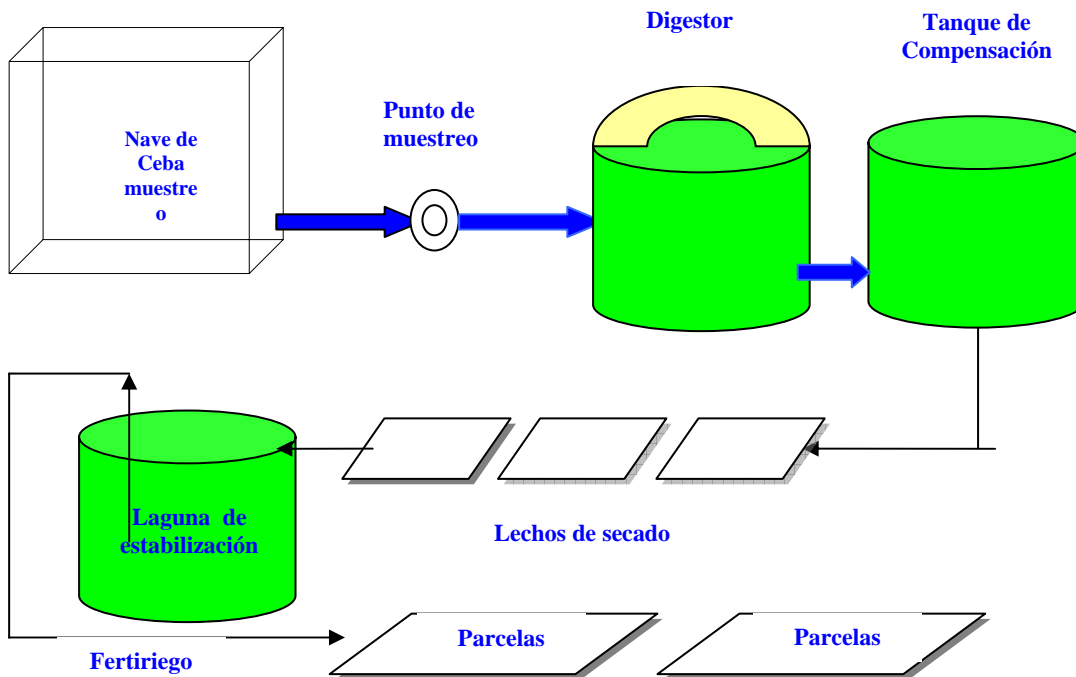 Digestor
Tanque de
Compensación
Punto de
muestreo
Nave de
Ceba
muestre
o
Laguna de
estabilización
Lechos de secado
Parcelas
Parcelas
Fertiriego